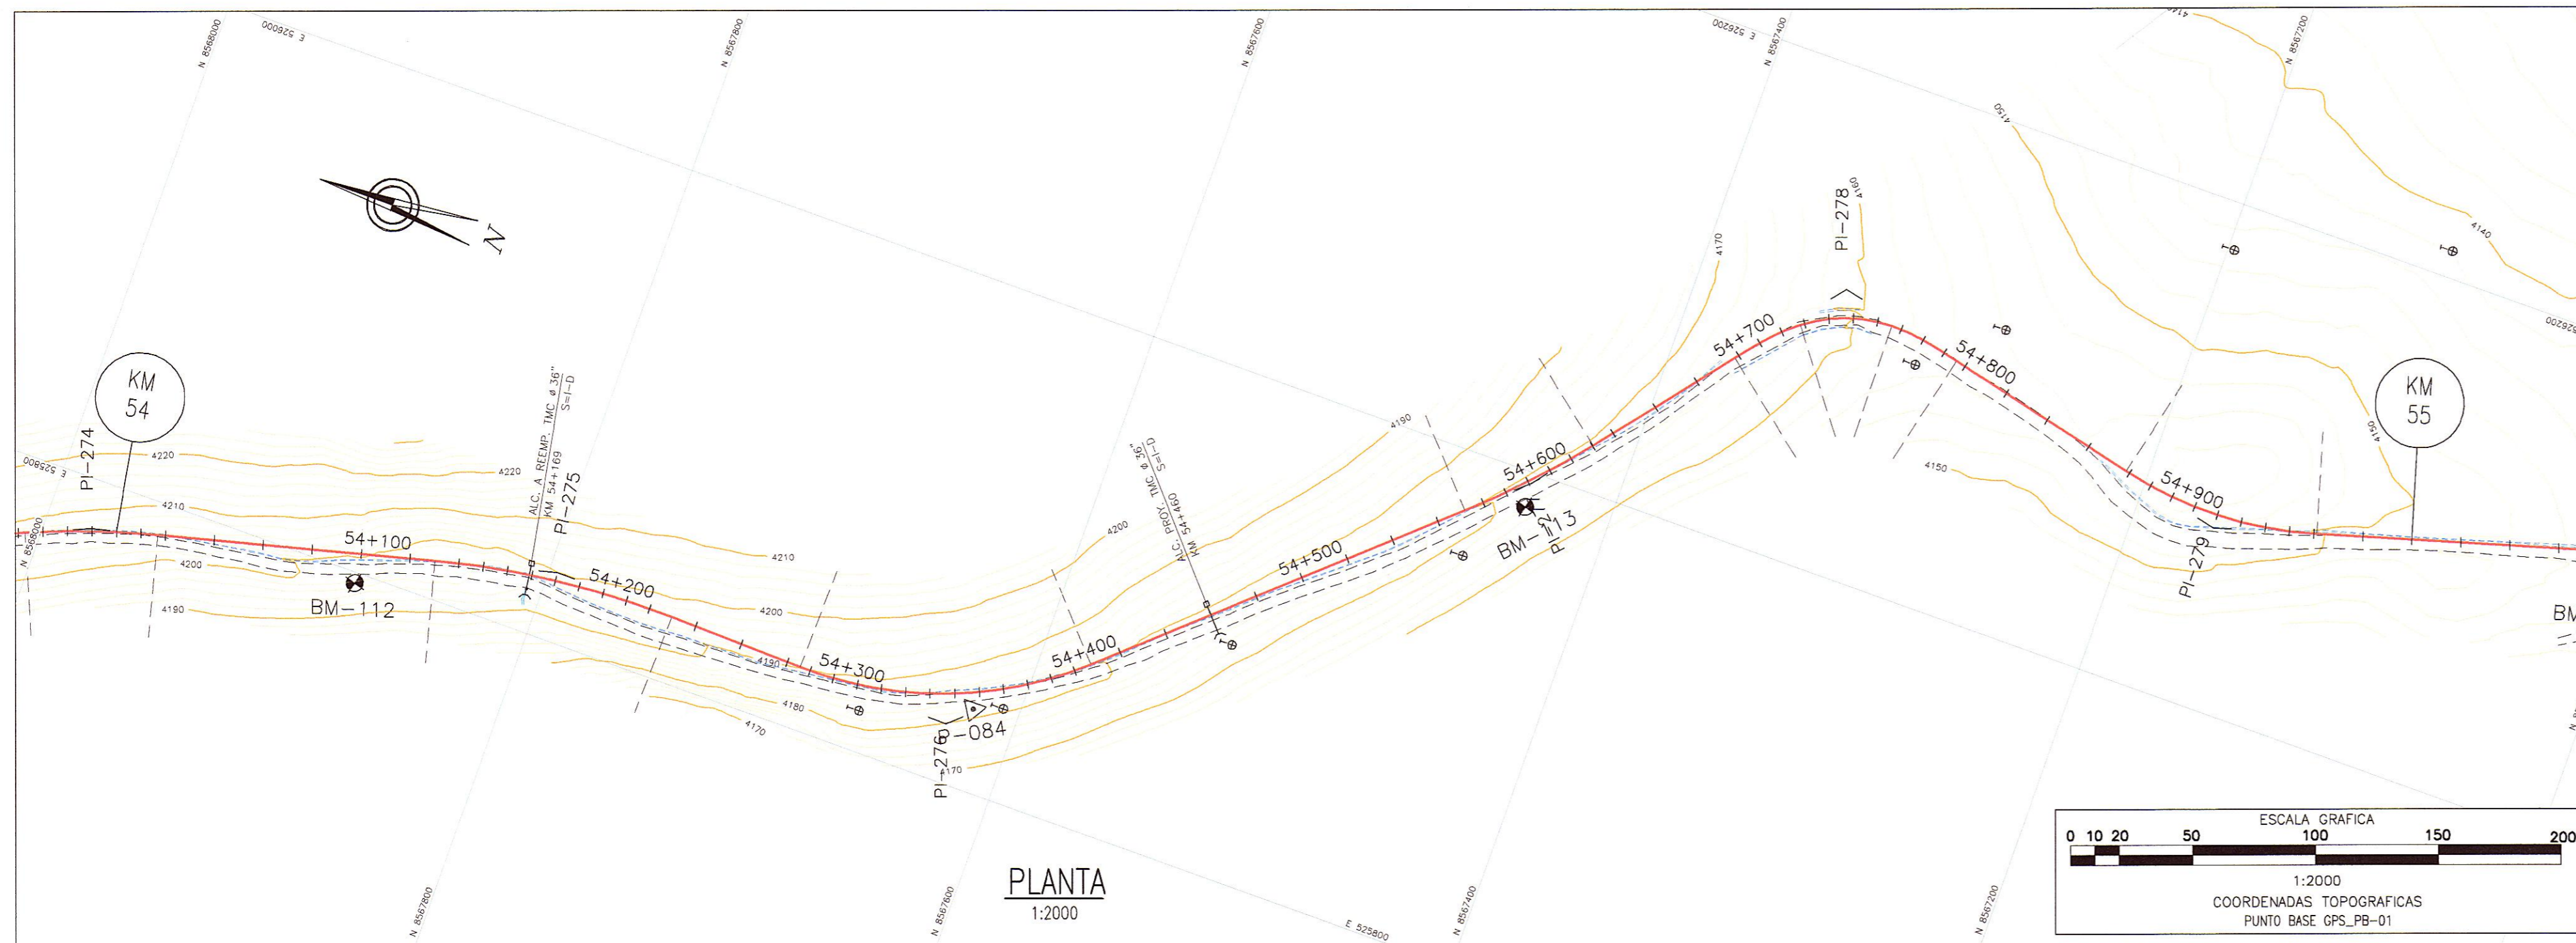 N 8568000
E 526000
N 8567800
N 8567600
E 526200
N 8567400
N 8567200
4140
4150
4160
PI-278
4170
4140
N
KM
54
PI-274
E 525800
N 8568000
4220
4210
4200
4190
4220
54+100
BM-112
ALC. A REEMP. TMC ø 36"
S=I-D
KM 54+169
PI-275
54+200
4210
4200
4190
4180
4170
54+300
P-084
PI-276
4170
54+400
4200
ALC. PROY. TMC ø 36"
S=I-D
KM 54+460
54+500
4190
54+600
BM-113
54+700
54+800
4150
54+900
PI-279
4150
KM
55
BM
N 8567800
N 8567600
PLANTA
1:2000
E 525800
N 8567400
N 8567200
ESCALA GRAFICA
0 10 20 50 100 150 200
1:2000
COORDENADAS TOPOGRAFICAS
PUNTO BASE GPS_PB-01